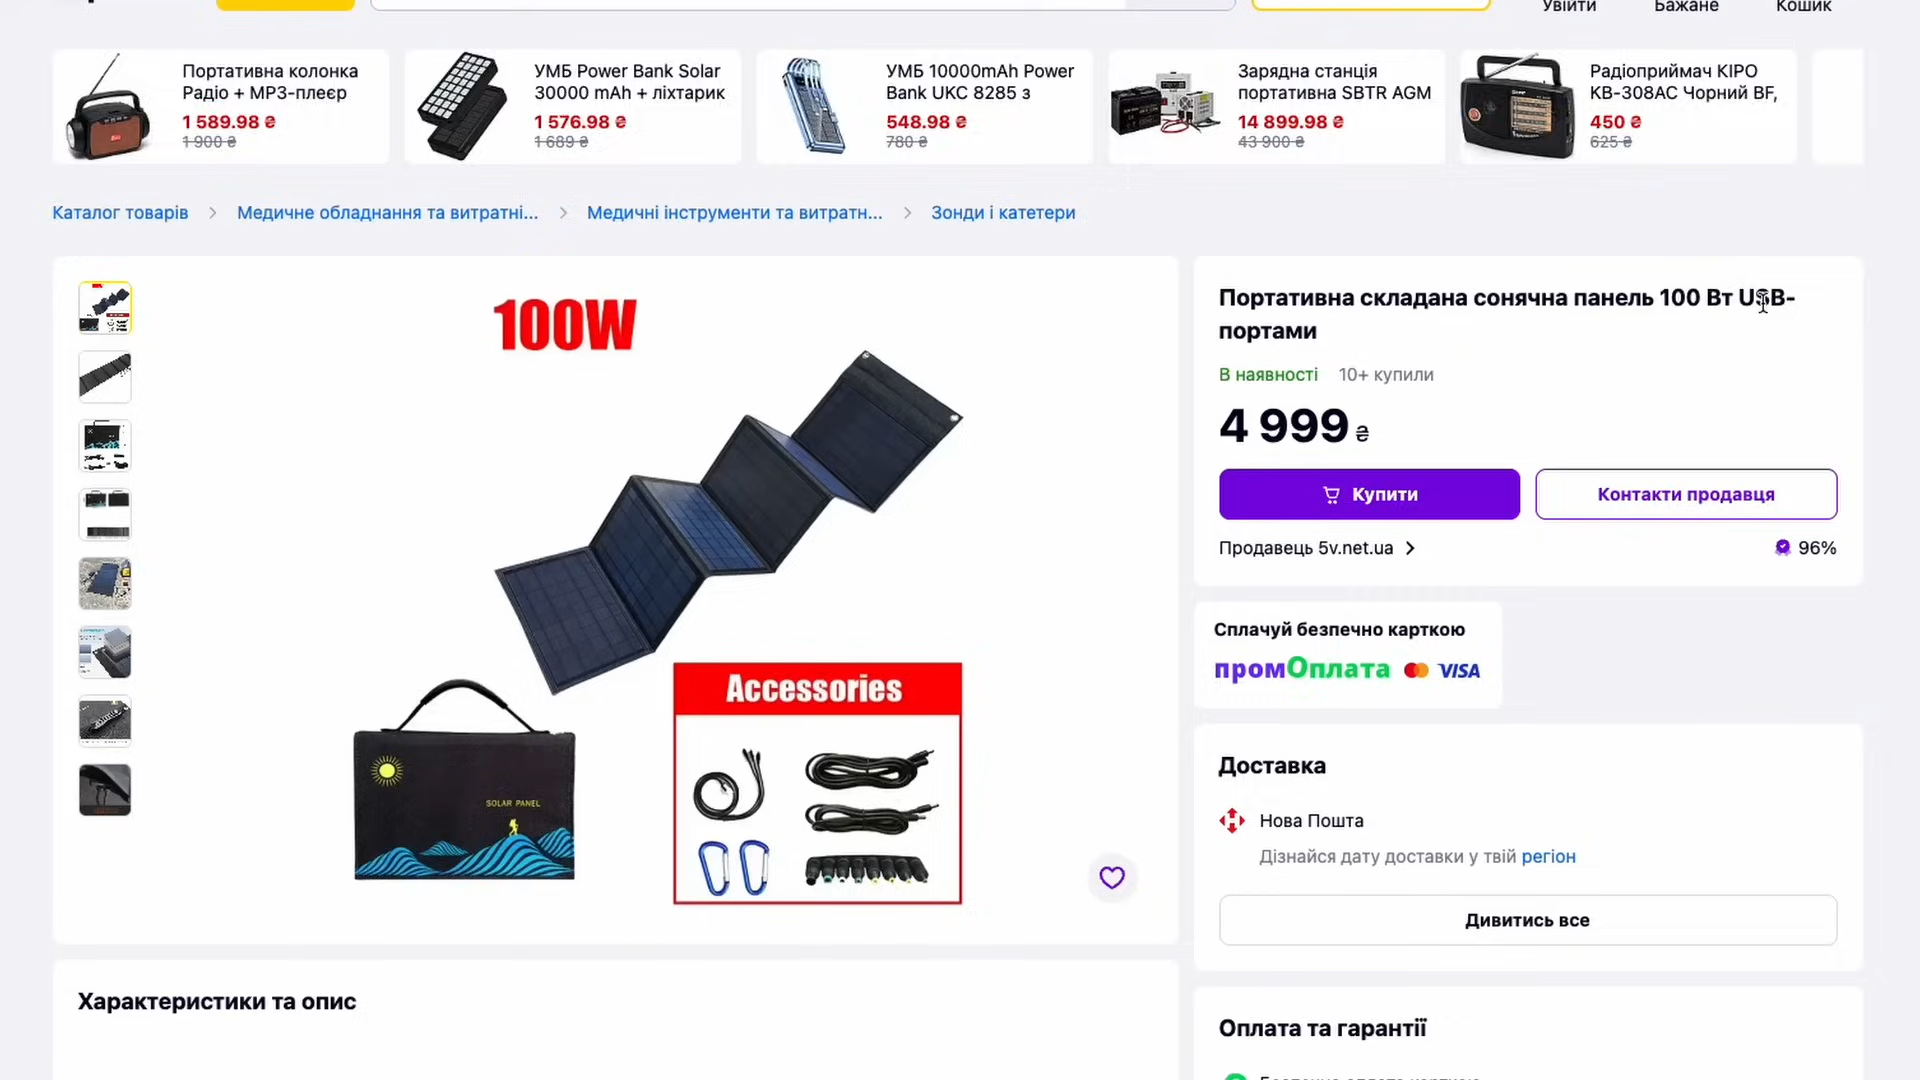 Увійти
Бажане
Кошик
Портативна колонка
Радіо + MP3-плеєр
1 589.98 ₴
1 900 ₴
УМБ Power Bank Solar
30000 mAh + ліхтарик
1 576.98 ₴
1 689 ₴
УМБ 10000mAh Power
Bank UKC 8285 з
548.98 ₴
780 ₴
Зарядна станція
портативна SBTR AGM
14 899.98 ₴
43 900 ₴
Радіоприймач KIPO
KB-308AC Чорний BF,
450 ₴
625 ₴
Каталог товарів
Медичне обладнання та витратні...
Медичні інструменти та витратн...
Зонди і катетери
100W
SOLAR PANEL
Accessories
Портативна складана сонячна панель 100 Вт USB-
портами
В наявності 10+ купили
4 999 ₴
Купити
Контакти продавця
Продавець 5v.net.ua
96%
Сплачуй безпечно карткою
промОплата VISA
Доставка
Нова Пошта
Дізнайся дату доставки у твій регіон
Дивитись все
Характеристики та опис
Оплата та гарантії